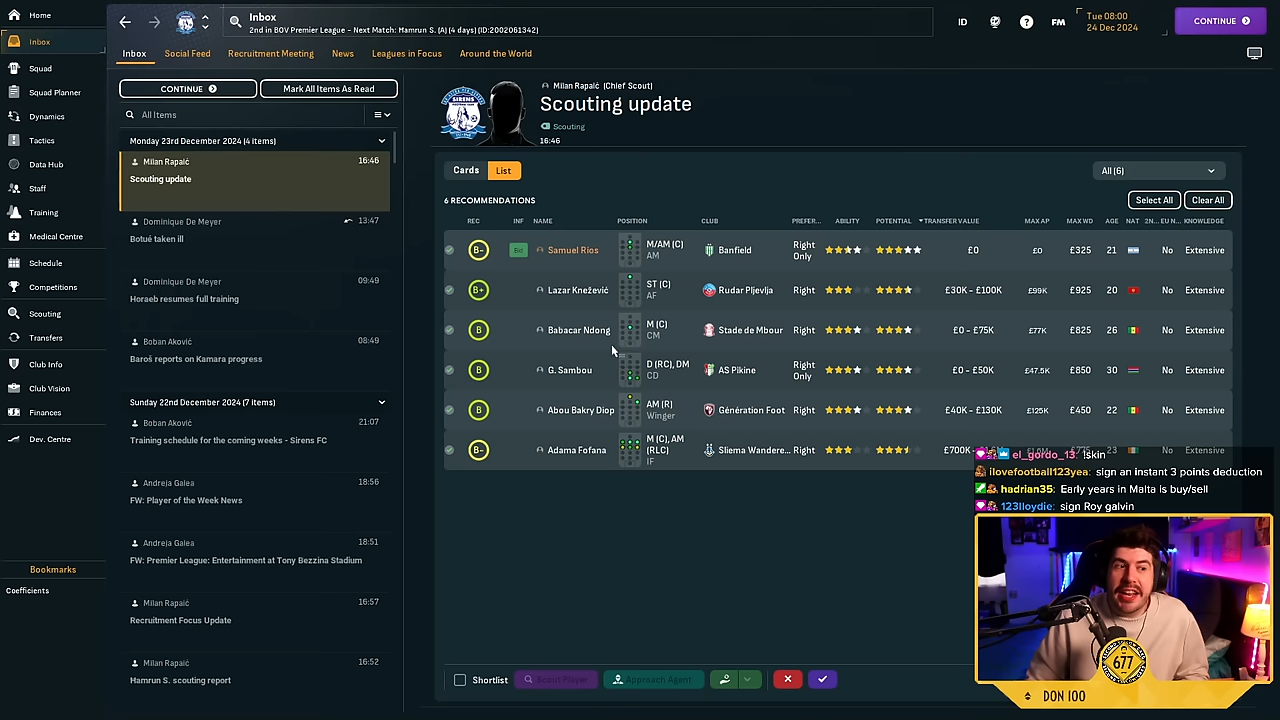 Home
Inbox
Squad
Squad Planner
Dynamics
Tactics
Data Hub
Staff
Training
Medical Centre
Schedule
Competitions
Scouting
Transfers
Club Info
Club Vision
Finances
Dev. Centre
Bookmarks
Coefficients
Inbox
2nd in BOV Premier League - Next Match: Hamrun S. (A) (4 days) (ID:2002061342)
ID
FM
Tue 08:00
24 Dec 2024
CONTINUE
Inbox Social Feed Recruitment Meeting News Leagues in Focus Around the World
CONTINUE
Mark All Items As Read
All Items
Monday 23rd December 2024 (4 items)
Milan Rapaić 16:46
Scouting update
Dominique De Meyer 13:47
Botué taken ill
Dominique De Meyer 09:49
Horaeb resumes full training
Boban Aković 08:49
Baroš reports on Kamara progress
Sunday 22nd December 2024 (7 items)
Boban Aković 21:07
Training schedule for the coming weeks - Sirens FC
Andreja Galea 18:56
FW: Player of the Week News
Andreja Galea 18:51
FW: Premier League: Entertainment at Tony Bezzina Stadium
Milan Rapaić 16:57
Recruitment Focus Update
Milan Rapaić 16:52
Hamrun S. scouting report
SIRENS
Milan Rapaić (Chief Scout)
Scouting update
Scouting
16:46
Cards List
All (6)
6 RECOMMENDATIONS
Select All Clear All
REC INF NAME POSITION CLUB PREFER... ABILITY POTENTIAL TRANSFER VALUE MAX AP MAX WD AGE NAT 2N... EU N... KNOWLEDGE
B- Bid Samuel Ríos M/AM (C) AM Banfield Right Only £0 £0 £325 21 No Extensive
B+ Lazar Knežević ST (C) AF Rudar Pljevlja Right £30K - £100K £99K £925 20 No Extensive
B Babacar Ndong M (C) CM Stade de Mbour Right £0 - £75K £77K £825 26 No Extensive
B G. Sambou D (RC), DM CD AS Pikine Right Only £0 - £50K £47.5K £850 30 No Extensive
B Abou Bakry Diop AM (R) Winger Génération Foot Right £40K - £130K £125K £450 22 No Extensive
B- Adama Fofana M (C), AM (RLC) IF Sliema Wandere... Right £700K 23 No Extensive
el_gordo_13: !skin
ilovefootball123yea: sign an instant 3 points deduction
hadrian35: Early years in Malta is buy/sell
123lloydie: sign Roy galvin
677
DON 100
Shortlist
Scout Player
Approach Agent